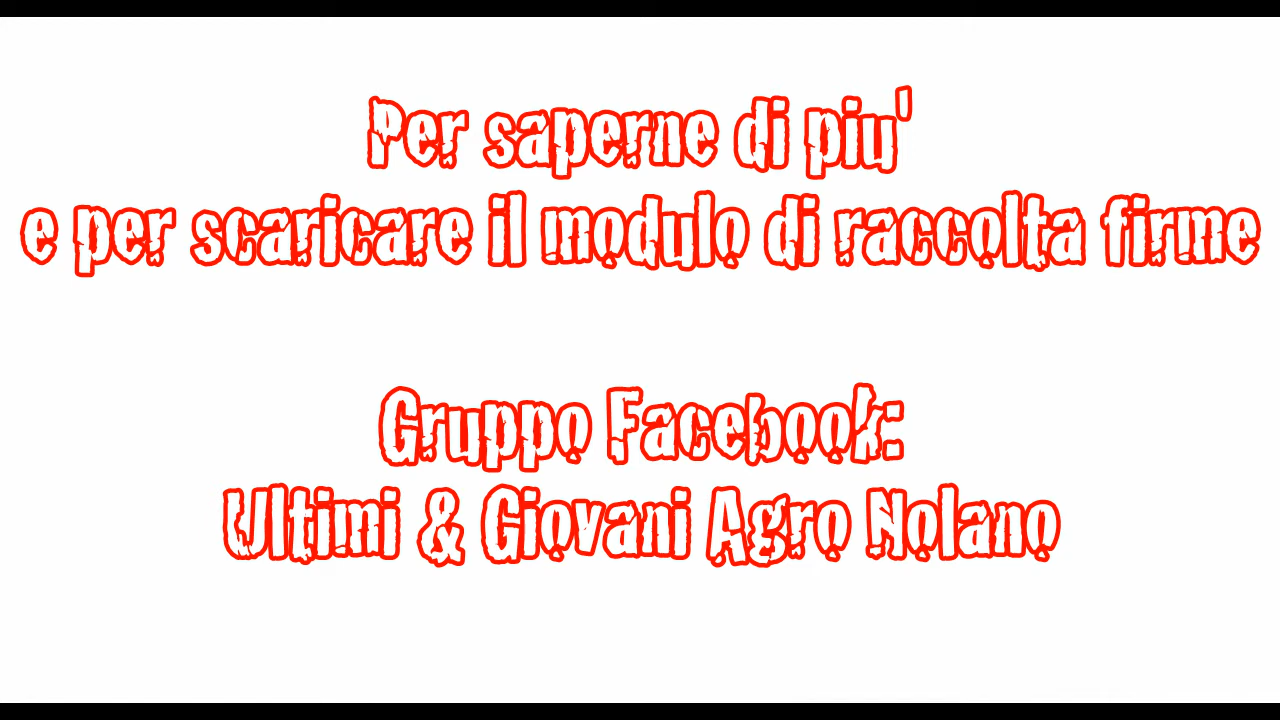 Per saperne di piu'
e per scaricare il modulo di raccolta firme
Gruppo Facebook:
Ultimi & Giovani Agro Nolano